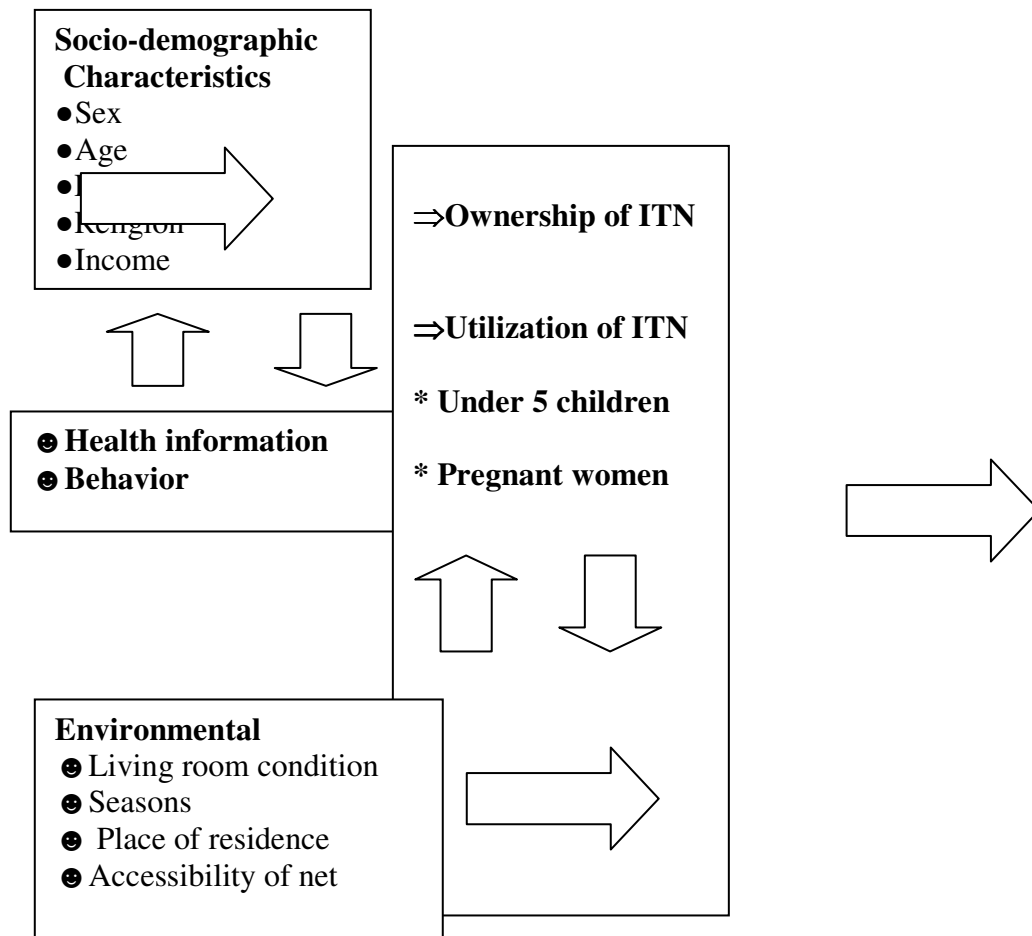 Socio-demographic
Characteristics
●Sex
●Age
●
●Religion
●Income
⇒Ownership of ITN
⇒Utilization of ITN
* Under 5 children
* Pregnant women
☻Health information
☻Behavior
Environmental
☻Living room condition
☻Seasons
☻ Place of residence
☻Accessibility of net